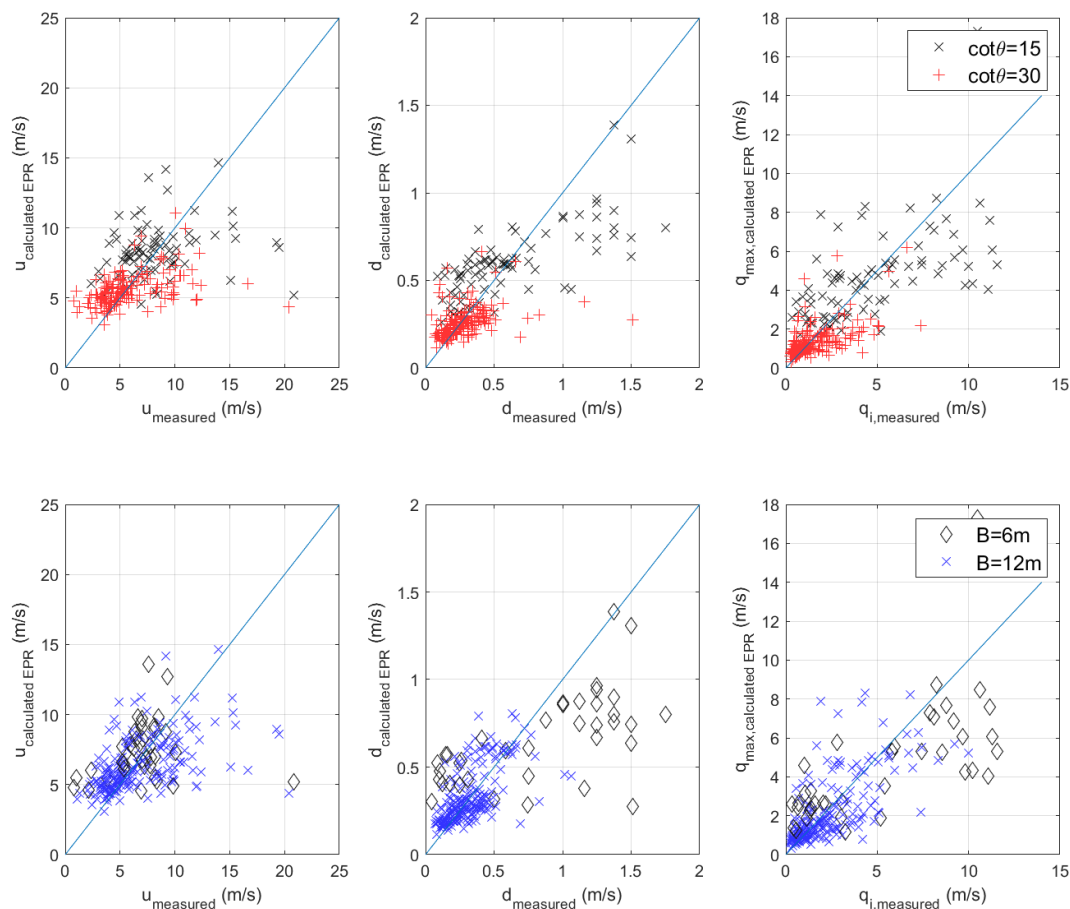 25
20
15
10
5
0
u_calculated EPR (m/s)
0 5 10 15 20 25
u_measured (m/s)
2
1.5
1
0.5
0
d_calculated EPR (m/s)
0 0.5 1 1.5 2
d_measured (m/s)
18
16
14
12
10
8
6
4
2
0
q_max,calculated EPR (m/s)
0 5 10 15
q_i,measured (m/s)
cotθ=15
cotθ=30
25
20
15
10
5
0
u_calculated EPR (m/s)
0 5 10 15 20 25
u_measured (m/s)
2
1.5
1
0.5
0
d_calculated EPR (m/s)
0 0.5 1 1.5 2
d_measured (m/s)
18
16
14
12
10
8
6
4
2
0
q_max,calculated EPR (m/s)
0 5 10 15
q_i,measured (m/s)
B=6m
B=12m